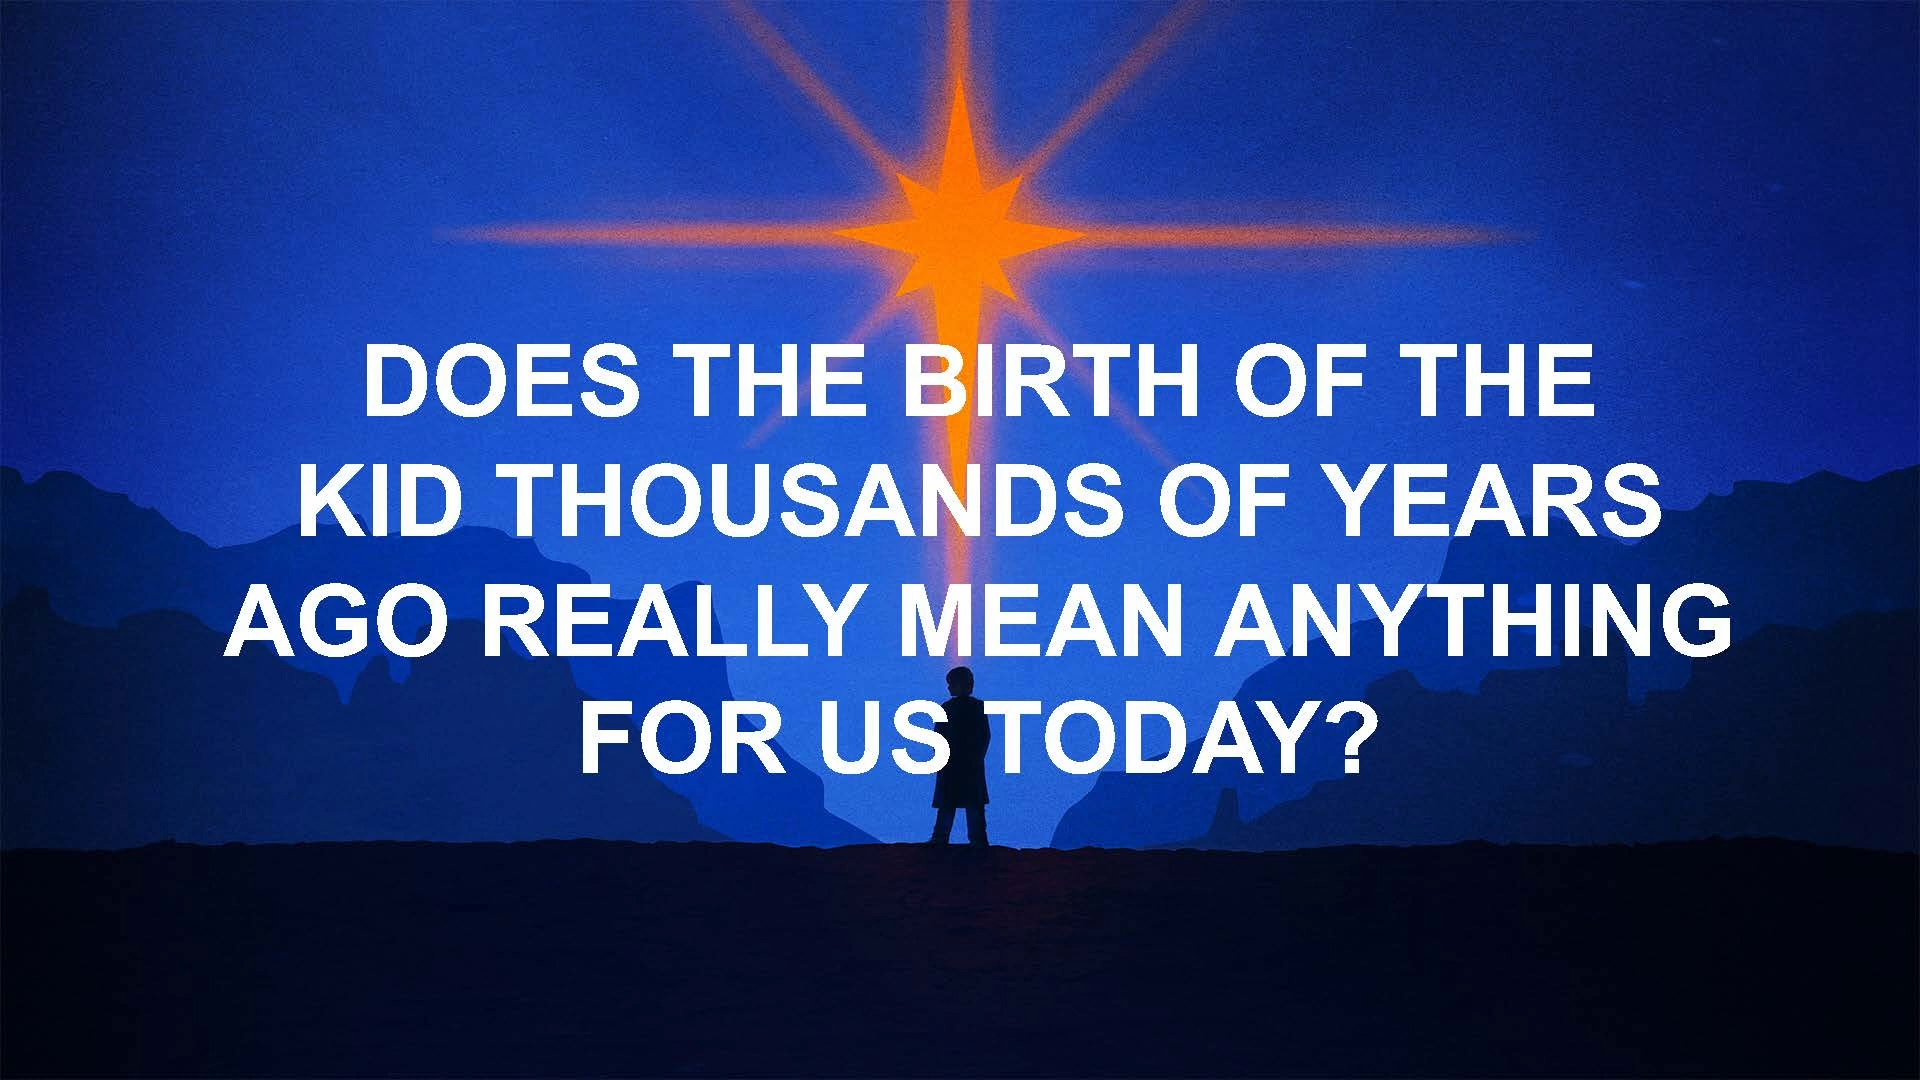 DOES THE BIRTH OF THE
KID THOUSANDS OF YEARS
AGO REALLY MEAN ANYTHING
FOR US TODAY?